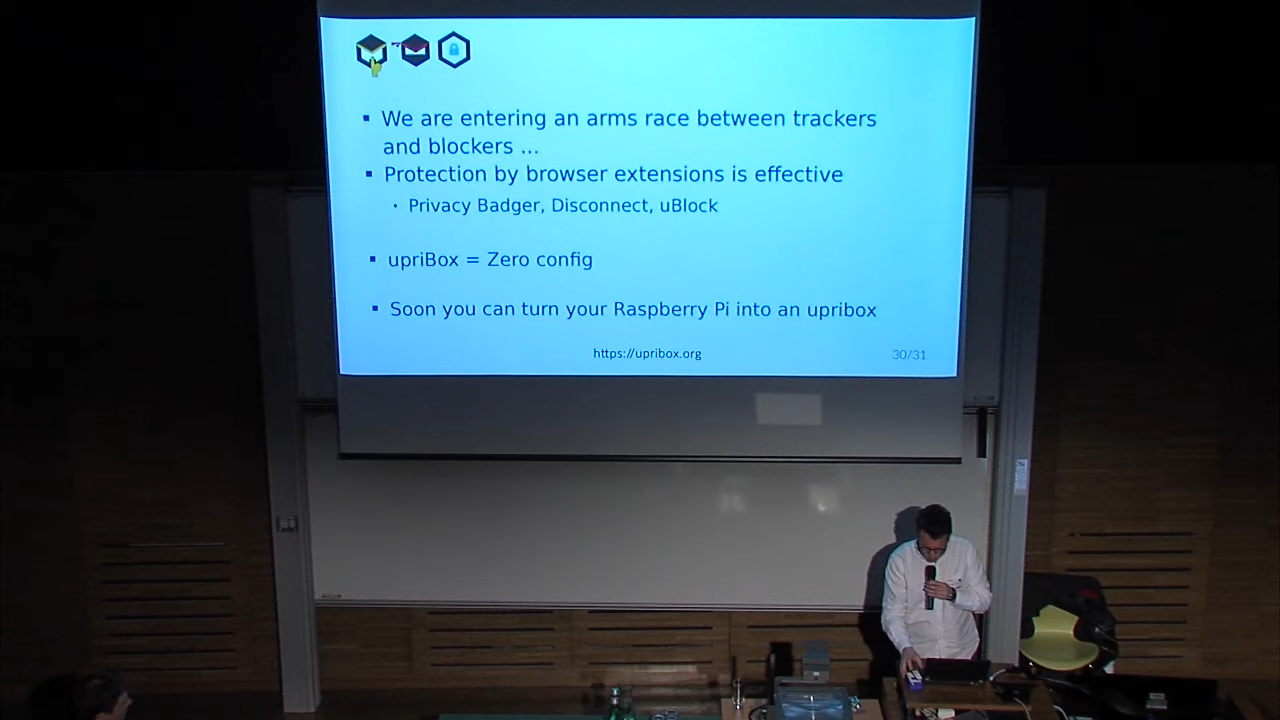 We are entering an arms race between trackers
and blockers ...
Protection by browser extensions is effective
Privacy Badger, Disconnect, uBlock
upriBox = Zero config
Soon you can turn your Raspberry Pi into an upribox
https://upribox.org
30/31